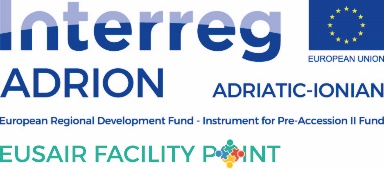 Interreg
EUROPEAN UNION
ADRION ADRIATIC-IONIAN
European Regional Development Fund - Instrument for Pre-Accession II Fund
EUSAIR FACILITY POINT